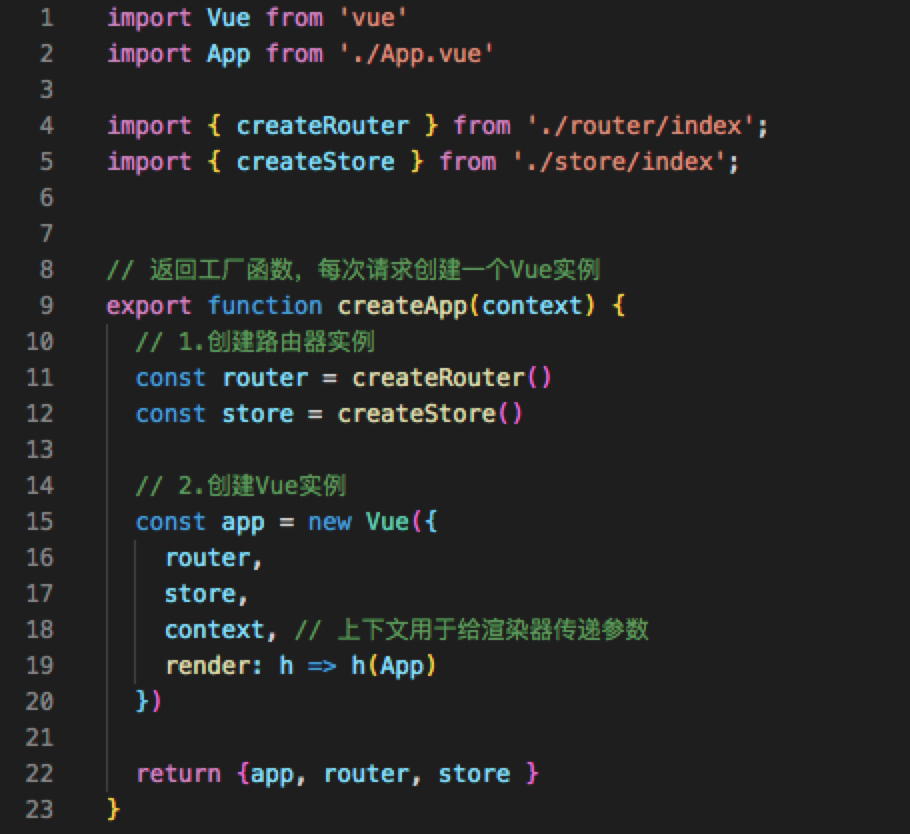 1 import Vue from 'vue'
2 import App from './App.vue'
3
4 import { createRouter } from './router/index';
5 import { createStore } from './store/index';
6
7
8 // 返回工厂函数，每次请求创建一个Vue实例
9 export function createApp(context) {
10   // 1.创建路由器实例
11   const router = createRouter()
12   const store = createStore()
13
14   // 2.创建Vue实例
15   const app = new Vue({
16     router,
17     store,
18     context, // 上下文用于给渲染器传递参数
19     render: h => h(App)
20   })
21
22   return {app, router, store }
23 }